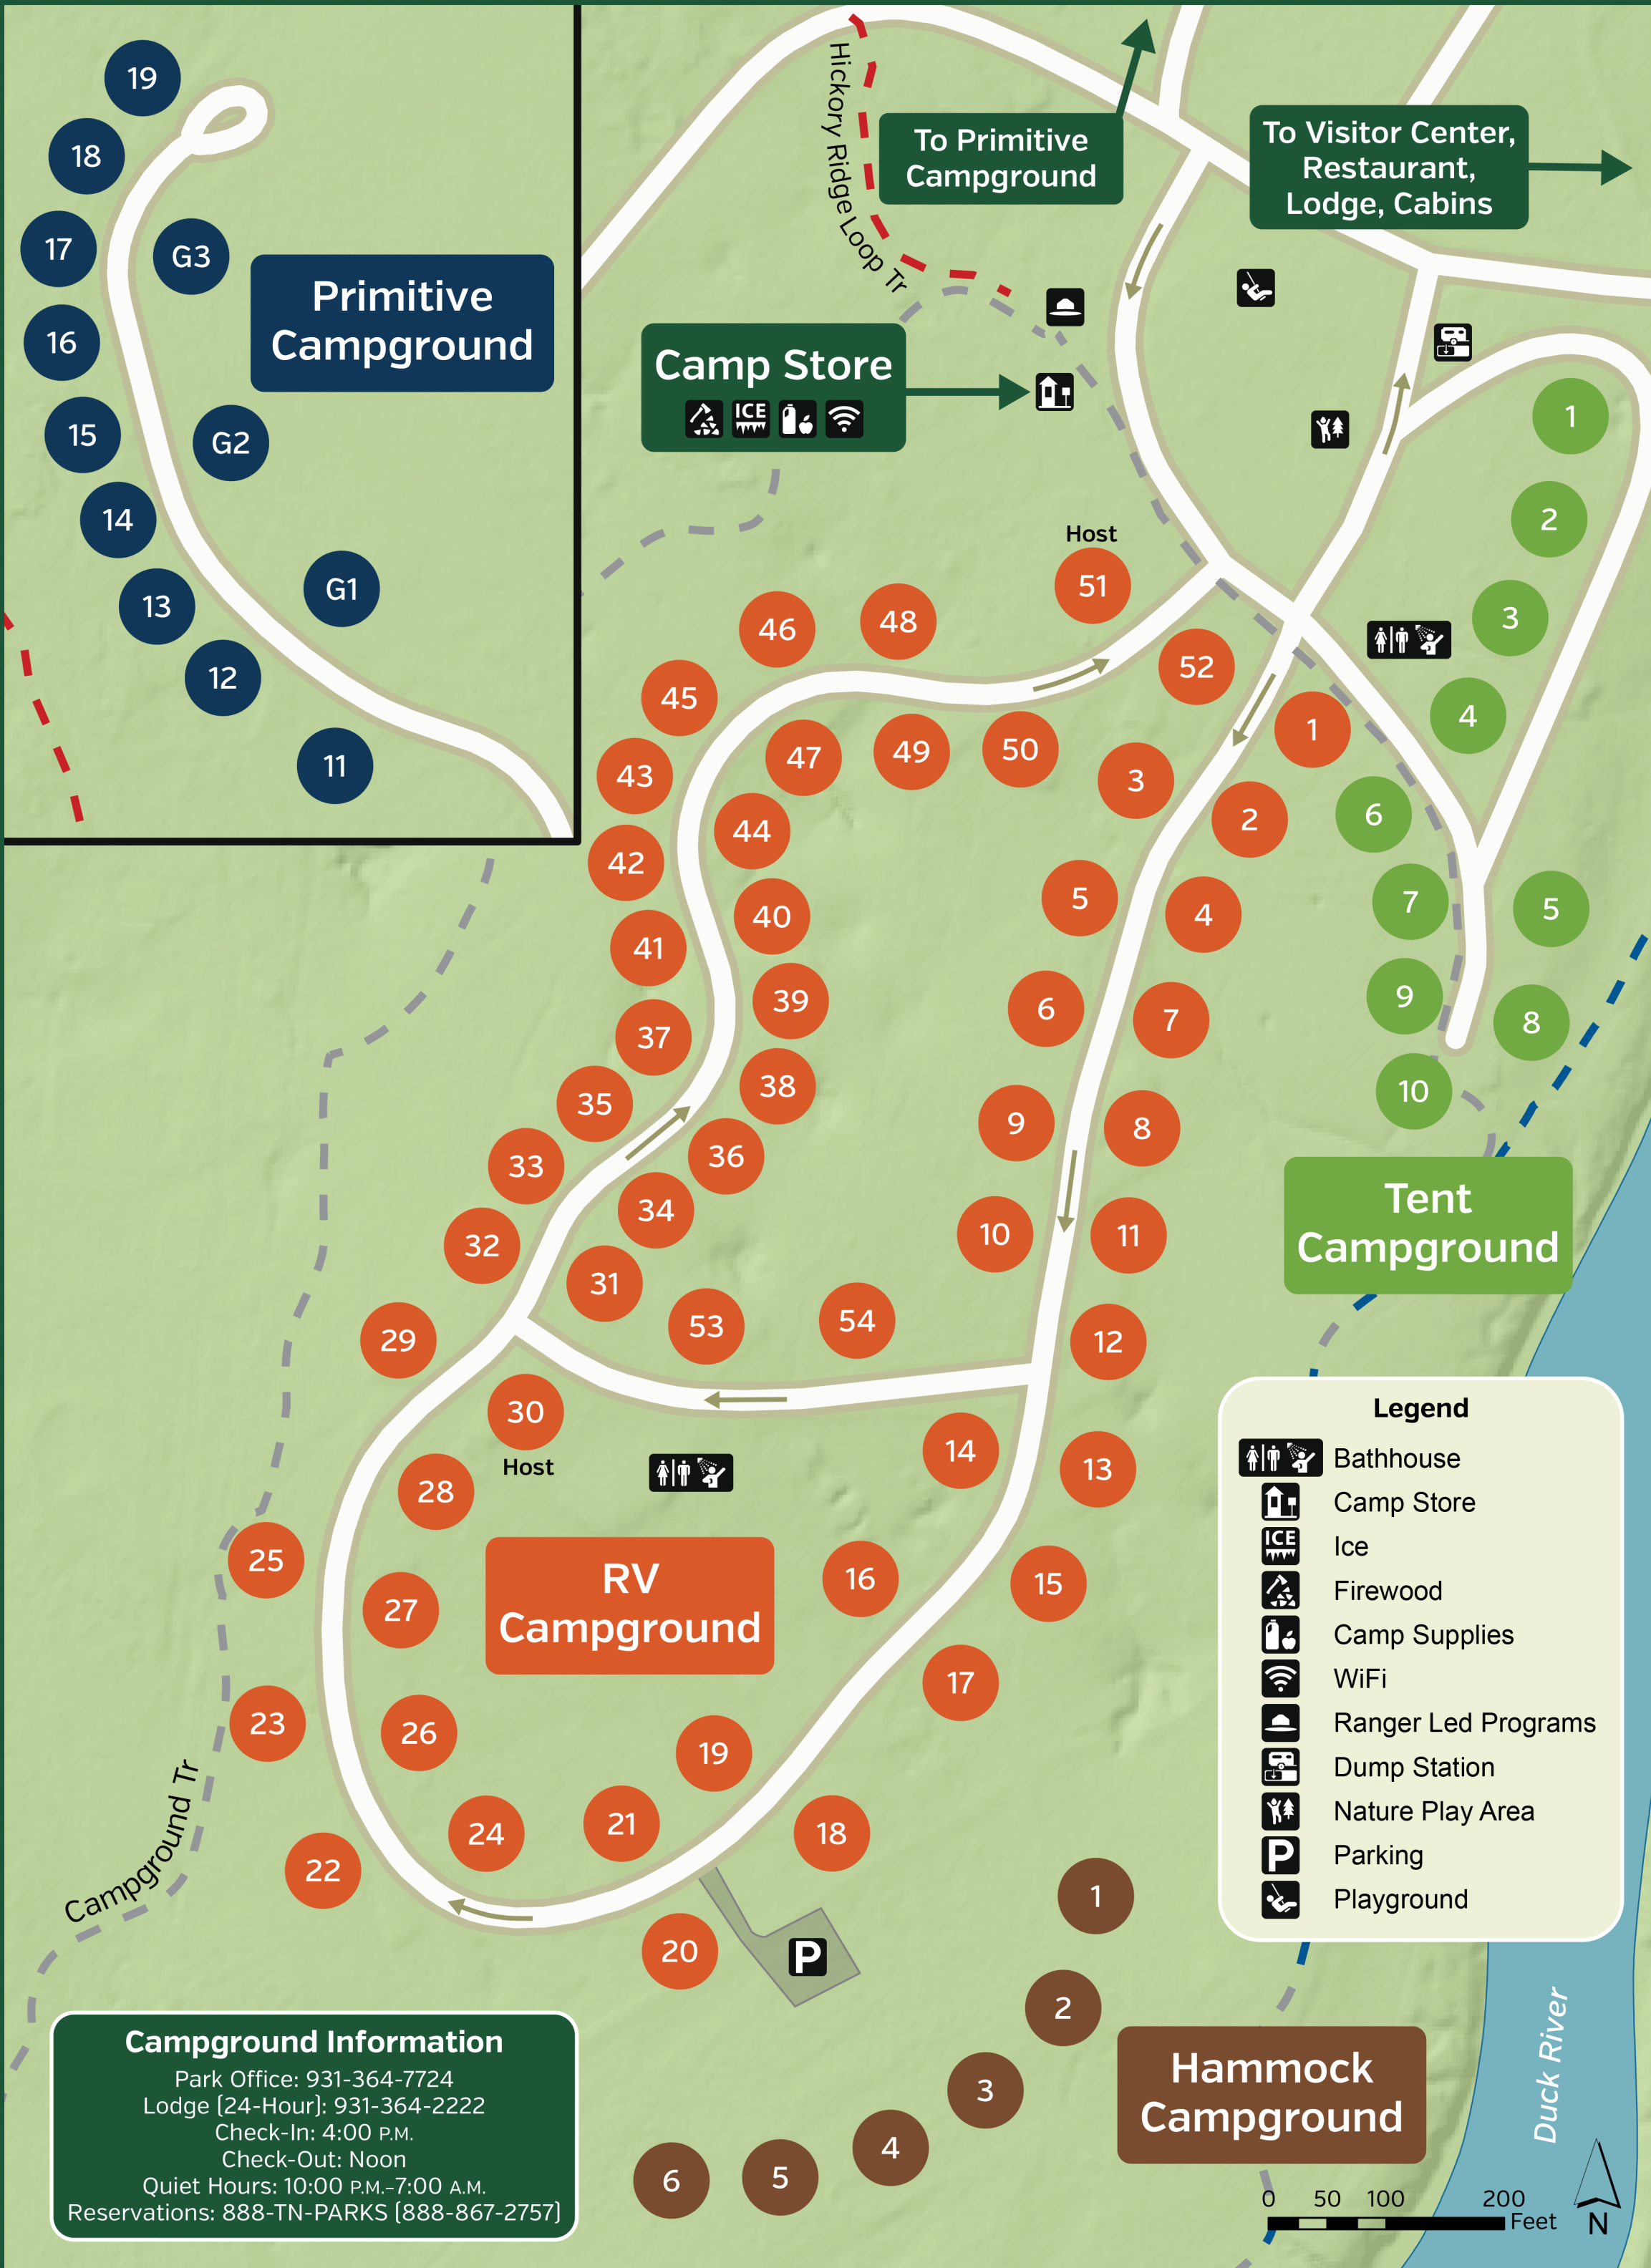 19
18
17
G3
Primitive
Campground
16
15
G2
14
13
G1
12
11
Hickory Ridge Loop Tr
To Primitive
Campground
To Visitor Center,
Restaurant,
Lodge, Cabins
Camp Store
ICE
Host
51
46
48
52
45
47
49
50
43
44
42
40
41
39
37
38
35
36
33
34
32
31
53
54
29
30
Host
28
25
27
23
26
24
22
21
19
18
20
17
16
15
14
13
12
11
10
9
8
7
6
5
4
3
2
1
RV
Campground
1
2
3
4
6
7
5
9
8
10
Tent
Campground
Legend
Bathhouse
Camp Store
ICE
Ice
Firewood
Camp Supplies
WiFi
Ranger Led Programs
Dump Station
Nature Play Area
P
Parking
Playground
Campground Tr
P
1
2
3
4
5
6
Hammock
Campground
Duck River
Campground Information
Park Office: 931-364-7724
Lodge (24-Hour): 931-364-2222
Check-In: 4:00 P.M.
Check-Out: Noon
Quiet Hours: 10:00 P.M.-7:00 A.M.
Reservations: 888-TN-PARKS (888-867-2757)
0 50 100 200
Feet
N